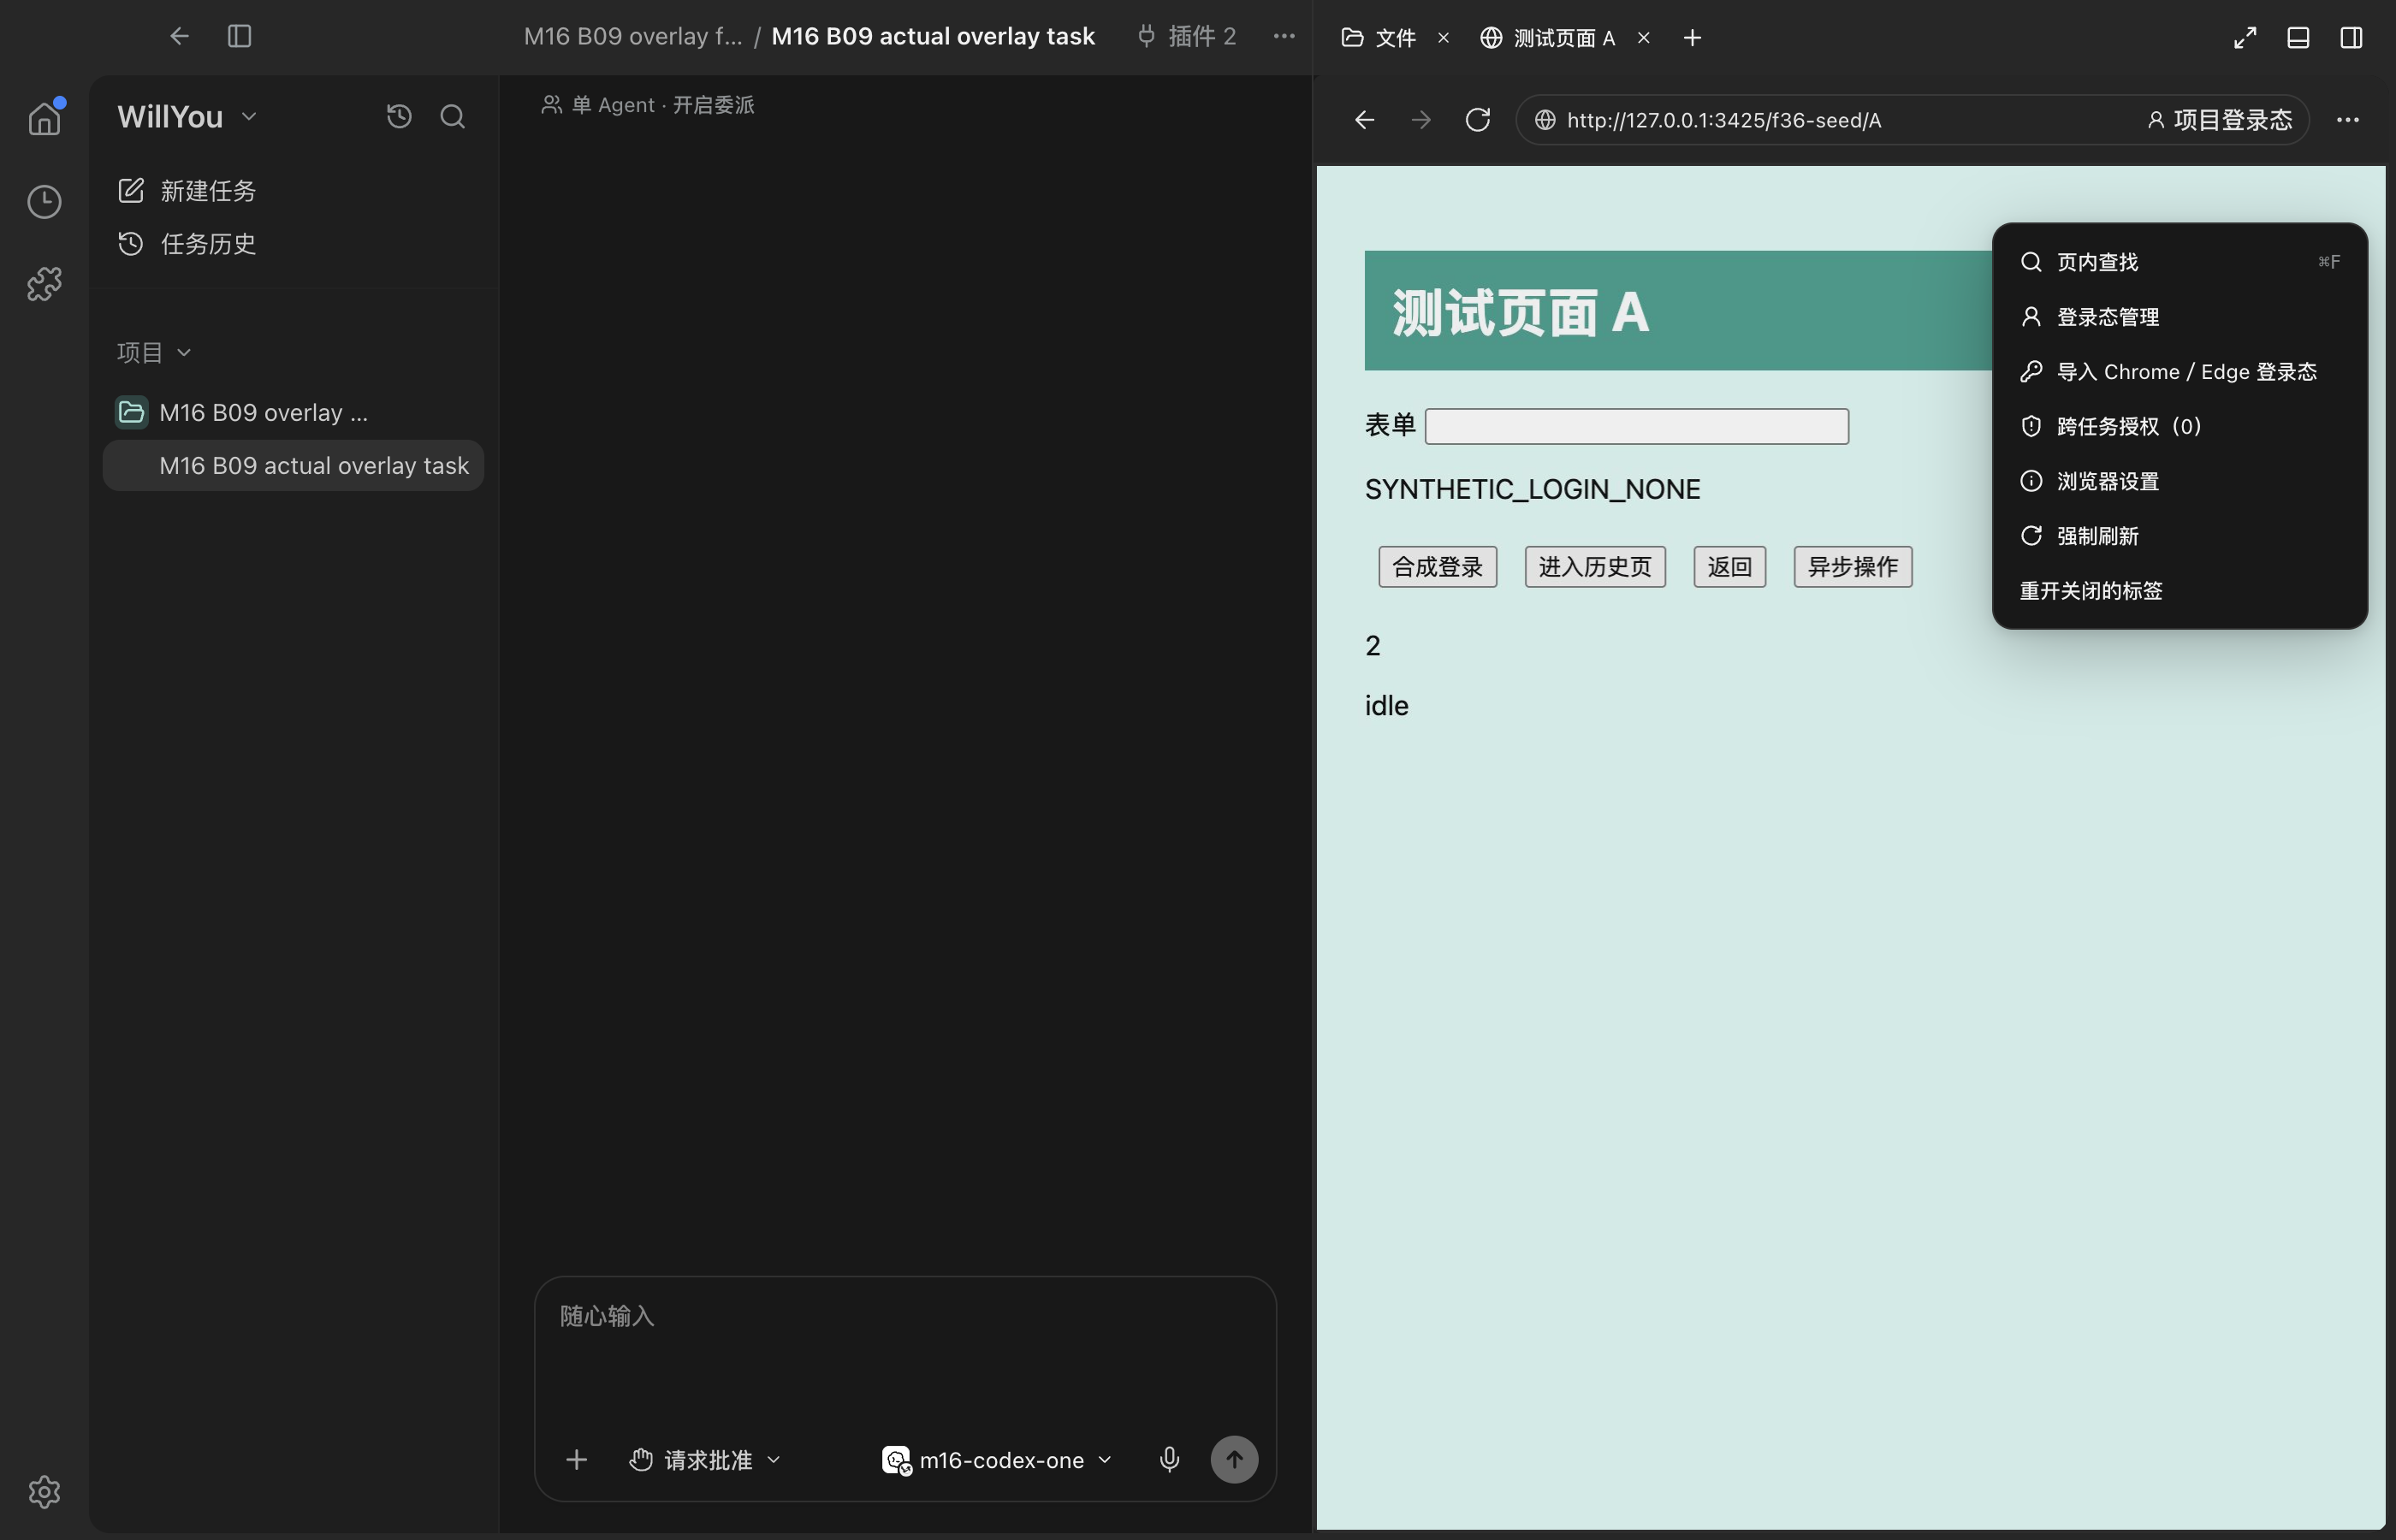 M16 B09 overlay f... / M16 B09 actual overlay task
插件 2
文件
测试页面 A
WillYou
新建任务
任务历史
项目
M16 B09 overlay ...
M16 B09 actual overlay task
单 Agent · 开启委派
随心输入
请求批准
m16-codex-one
http://127.0.0.1:3425/f36-seed/A
项目登录态
测试页面 A
表单
SYNTHETIC_LOGIN_NONE
合成登录
进入历史页
返回
异步操作
2
idle
页内查找
⌘F
登录态管理
导入 Chrome / Edge 登录态
跨任务授权（0）
浏览器设置
强制刷新
重开关闭的标签